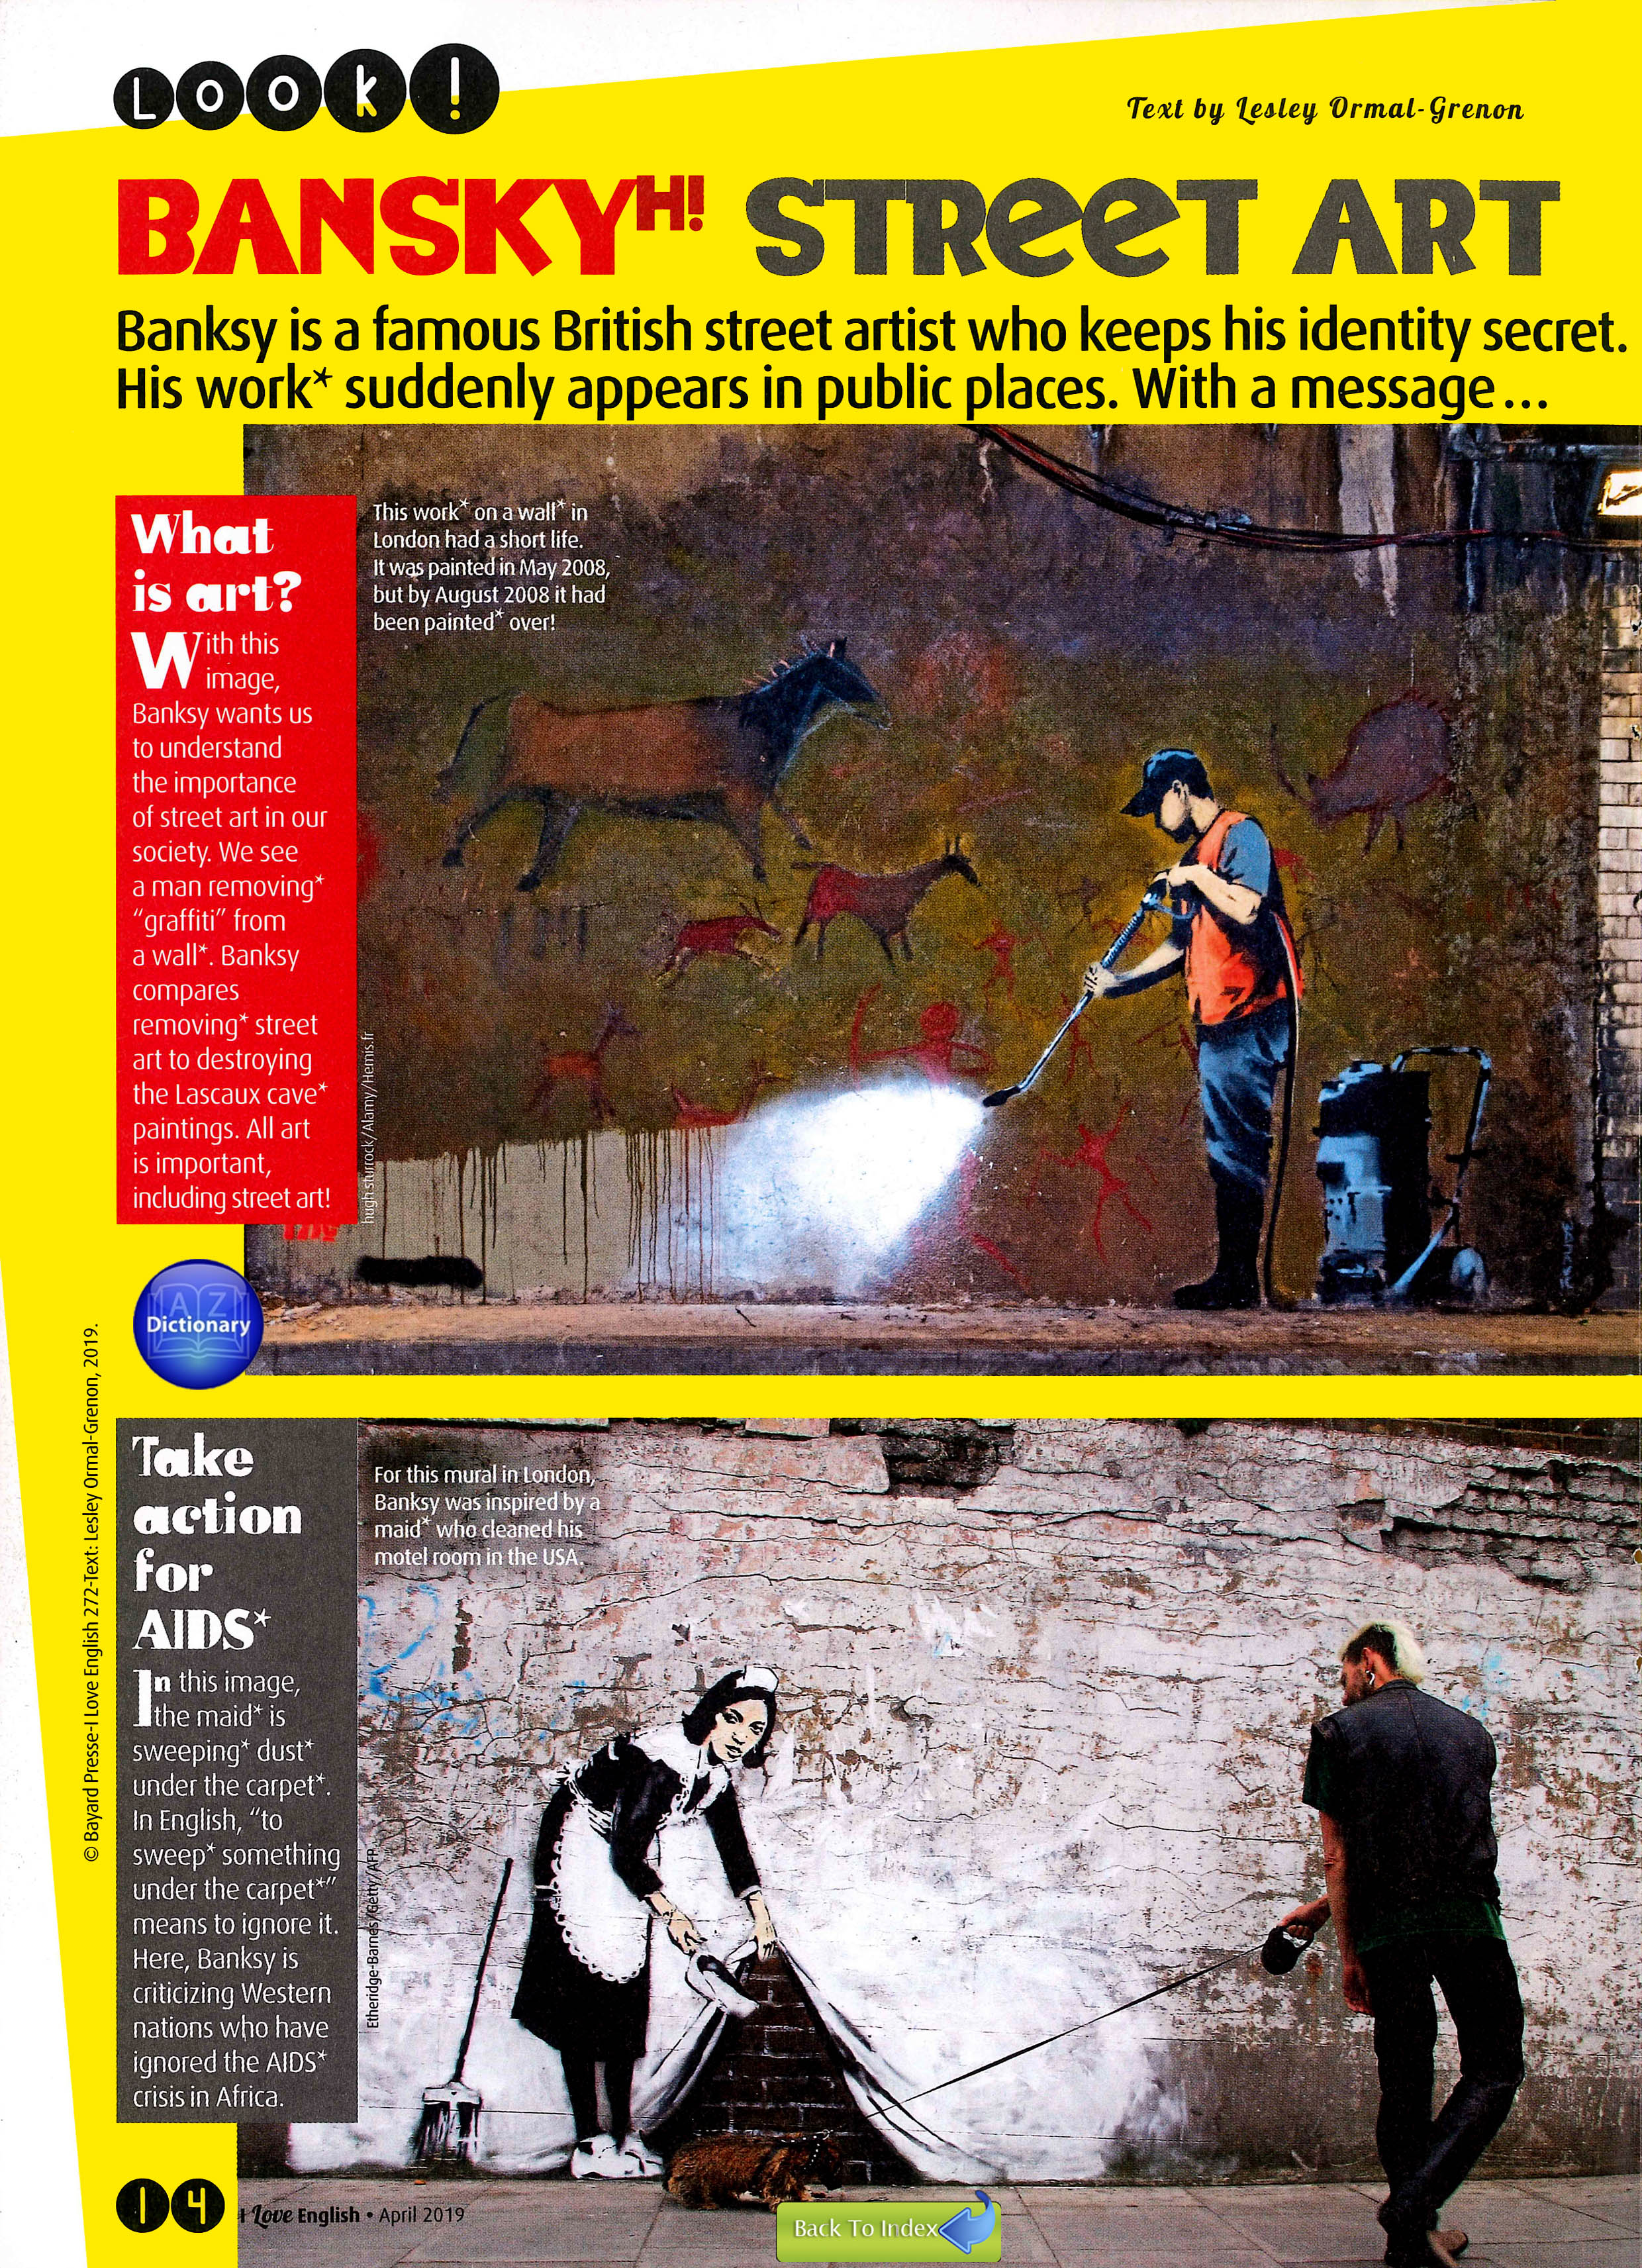 Look!
Text by Lesley Ormal-Grenon
BANSKYH! STReeT ART
Banksy is a famous British street artist who keeps his identity secret.
His work* suddenly appears in public places. With a message...
What
is art?
With this
image,
Banksy wants us
to understand
the importance
of street art in our
society. We see
a man removing*
“graffiti” from
a wall*. Banksy
compares
removing* street
art to destroying
the Lascaux cave*
paintings. All art
is important,
including street art!
This work* on a wall* in
London had a short life.
It was painted in May 2008,
but by August 2008 it had
been painted* over!
hugh sturrock/Alamy/Hemis.fr
A Z
Dictionary
© Bayard Presse-I Love English 272-Text: Lesley Ormal-Grenon, 2019.
Take
action
for
AIDS*
In this image,
the maid* is
sweeping* dust*
under the carpet*.
In English, “to
sweep* something
under the carpet*”
means to ignore it.
Here, Banksy is
criticizing Western
nations who have
ignored the AIDS*
crisis in Africa.
For this mural in London,
Banksy was inspired by a
maid* who cleaned his
motel room in the USA.
Etheridge-Barnes/Getty/AFP
14
I Love English • April 2019
Back To Index